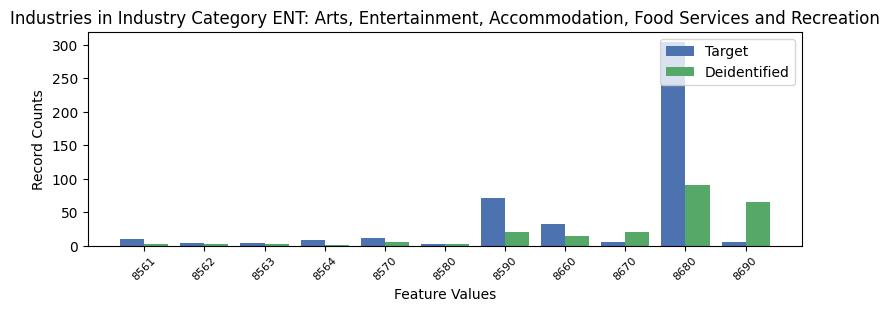 Industries in Industry Category ENT: Arts, Entertainment, Accommodation, Food Services and Recreation
Record Counts
300
250
200
150
100
50
0
Target
Deidentified
8561 8562 8563 8564 8570 8580 8590 8660 8670 8680 8690
Feature Values